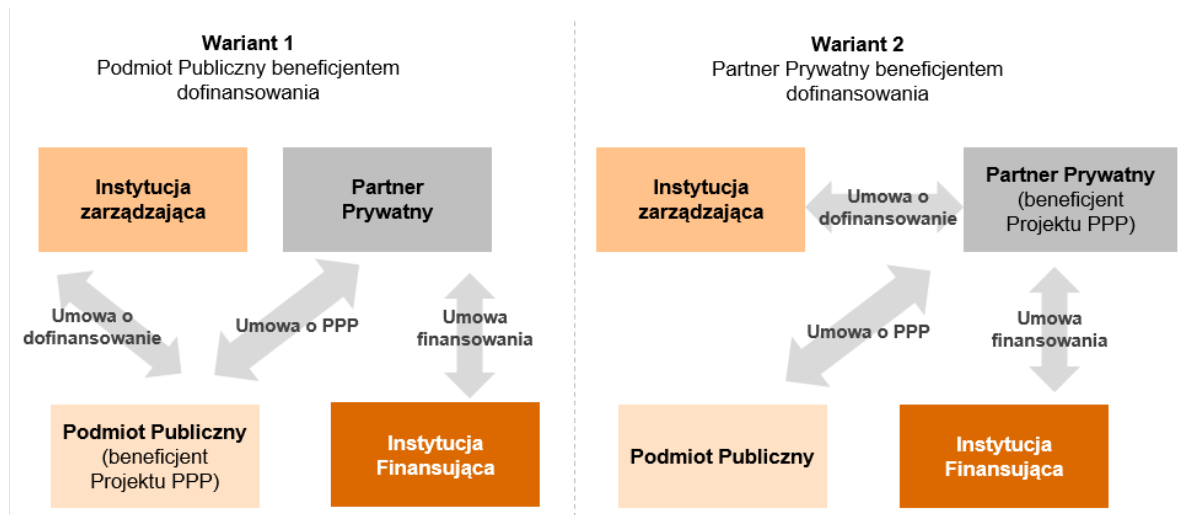 Wariant 1
Podmiot Publiczny beneficjentem
dofinansowania
Instytucja
zarządzająca
Partner
Prywatny
Umowa o
dofinansowanie
Umowa o PPP
Umowa
finansowania
Podmiot Publiczny
(beneficjent
Projektu PPP)
Instytucja
Finansująca
Wariant 2
Partner Prywatny beneficjentem
dofinansowania
Instytucja
zarządzająca
Umowa o
dofinansowanie
Partner Prywatny
(beneficjent
Projektu PPP)
Umowa o PPP
Umowa
finansowania
Podmiot Publiczny
Instytucja
Finansująca